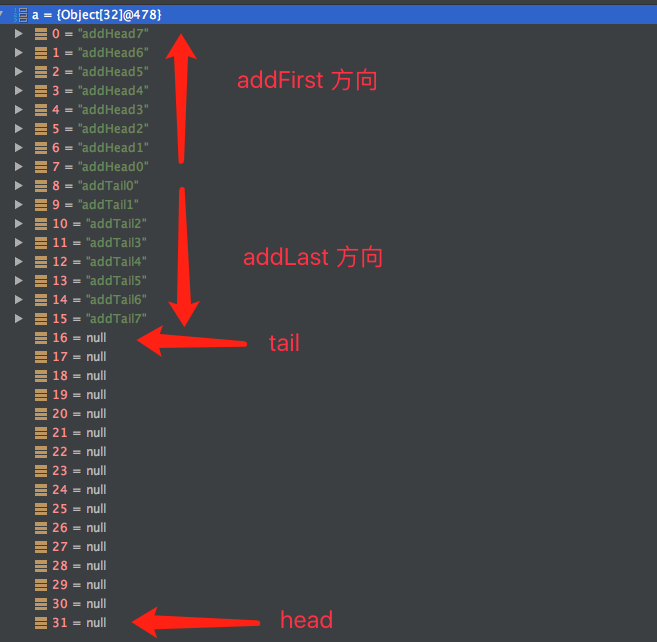 a = {Object[32]@478}
0 = "addHead7"
1 = "addHead6"
2 = "addHead5"
3 = "addHead4"
4 = "addHead3"
5 = "addHead2"
6 = "addHead1"
7 = "addHead0"
8 = "addTail0"
9 = "addTail1"
10 = "addTail2"
11 = "addTail3"
12 = "addTail4"
13 = "addTail5"
14 = "addTail6"
15 = "addTail7"
16 = null
17 = null
18 = null
19 = null
20 = null
21 = null
22 = null
23 = null
24 = null
25 = null
26 = null
27 = null
28 = null
29 = null
30 = null
31 = null
addFirst 方向
addLast 方向
tail
head